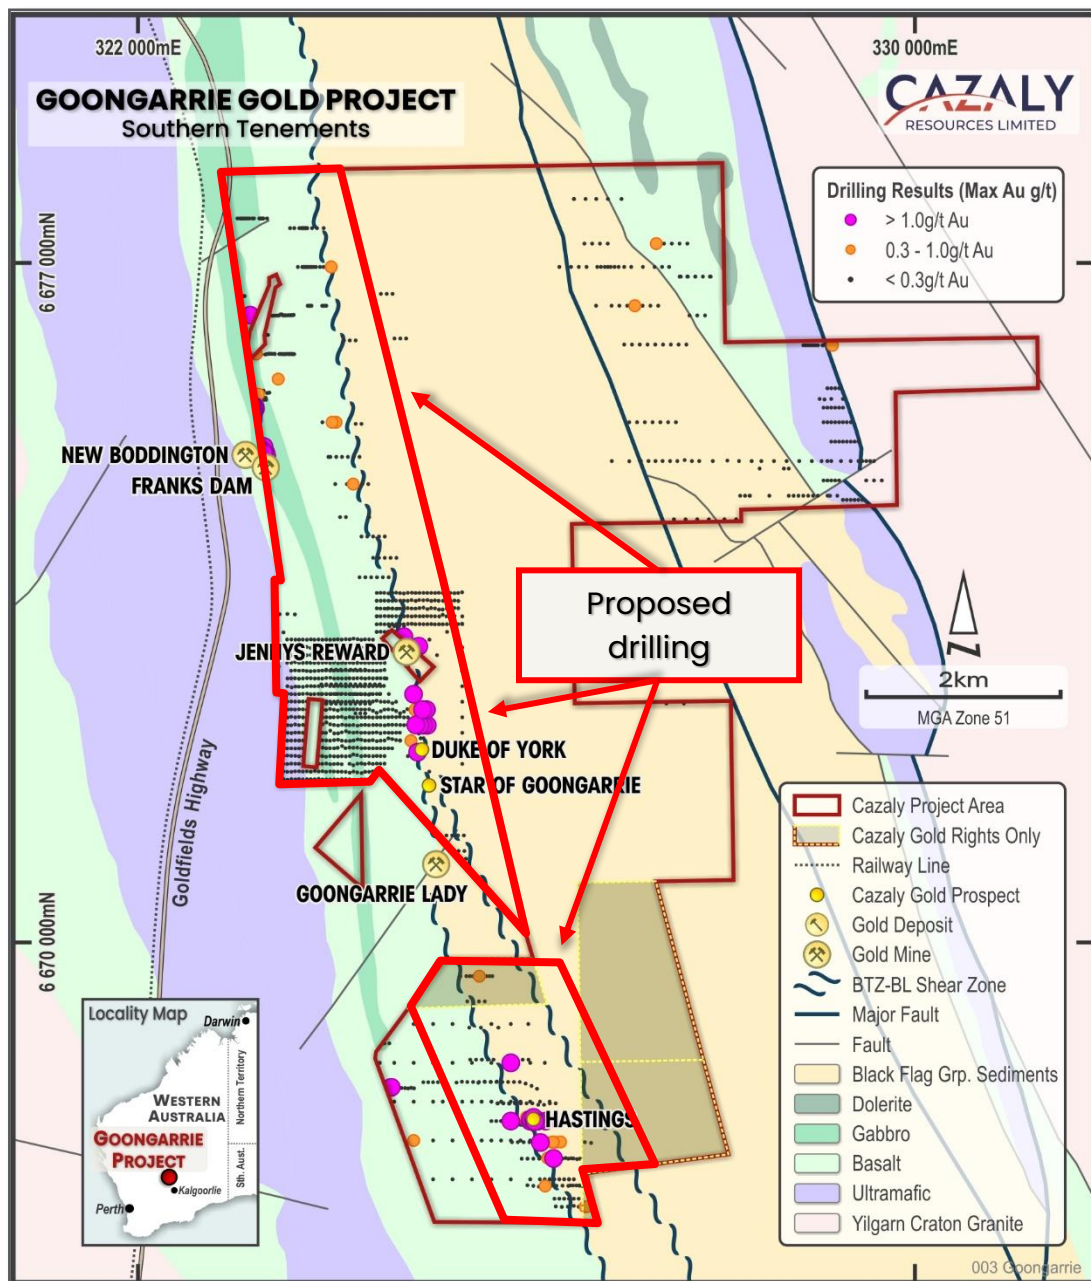 322 000mE
330 000mE
GOONGARRIE GOLD PROJECT
Southern Tenements
CAZALY
RESOURCES LIMITED
Drilling Results (Max Au g/t)
> 1.0g/t Au
0.3 - 1.0g/t Au
< 0.3g/t Au
6 677 000mN
NEW BODDINGTON
FRANKS DAM
Proposed
drilling
JENNYS REWARD
N
2km
MGA Zone 51
DUKE OF YORK
STAR OF GOONGARRIE
Goldfields Highway
GOONGARRIE LADY
6 670 000mN
HASTINGS
Cazaly Project Area
Cazaly Gold Rights Only
Railway Line
Cazaly Gold Prospect
Gold Deposit
Gold Mine
BTZ-BL Shear Zone
Major Fault
Fault
Black Flag Grp. Sediments
Dolerite
Gabbro
Basalt
Ultramafic
Yilgarn Craton Granite
Locality Map
Darwin
Northern Territory
WESTERN
AUSTRALIA
GOONGARRIE
PROJECT
Sth. Aust.
Kalgoorlie
Perth
003 Goongarrie